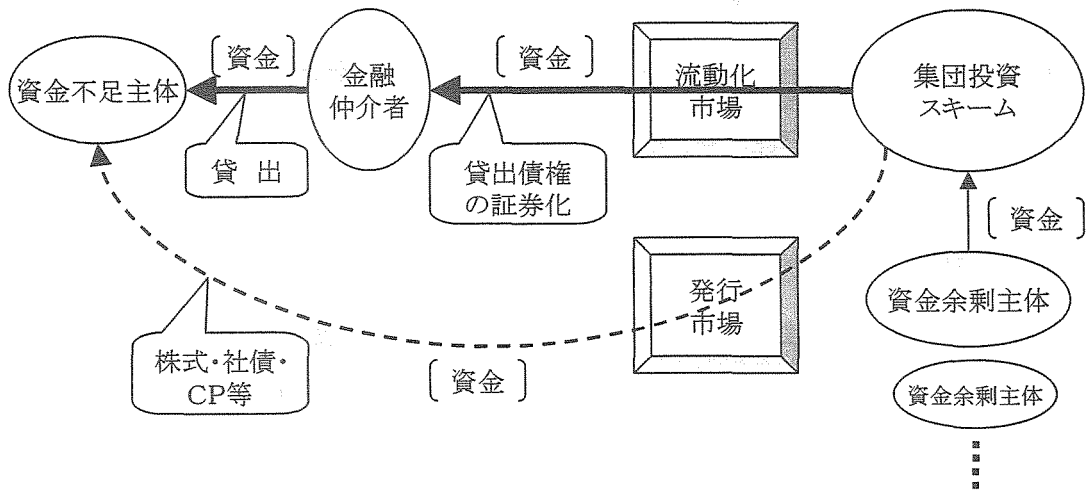 〔資金〕
〔資金〕
資金不足主体
金融
仲介者
流動化
市場
集団投資
スキーム
貸 出
貸出債権
の証券化
〔資金〕
発行
市場
資金余剰主体
株式・社債・
CP等
〔資金〕
資金余剰主体